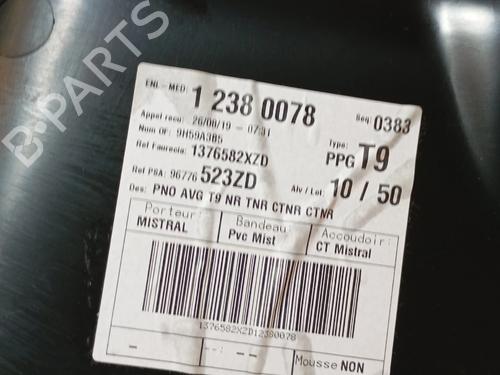 B-PARTS
ENL-MED: 1 238 0078 Seq: 0383
Appel recu: 26/08/19 - 07:31
Num OF: 9H59A3B5 Type:
Ref Faurecia: 1376582XZD PPG T9
Ref PSA: 96776 523ZD Alv / Lot: 10 / 50
Des: PNO AVG T9 NR TNR CTNR CTNR
Porteur: Bandeau: Accoudoir:
MISTRAL Pvc Mist CT Mistral
1376582XZD12380078
- --:-- Mousse NON